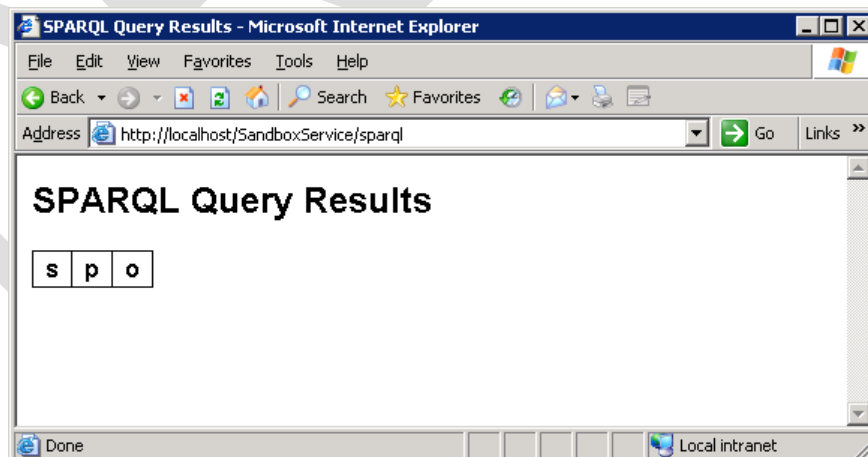 SPARQL Query Results - Microsoft Internet Explorer
File Edit View Favorites Tools Help
Back Search Favorites
Address http://localhost/SandboxService/sparql Go Links »
SPARQL Query Results
s p o
Done Local intranet